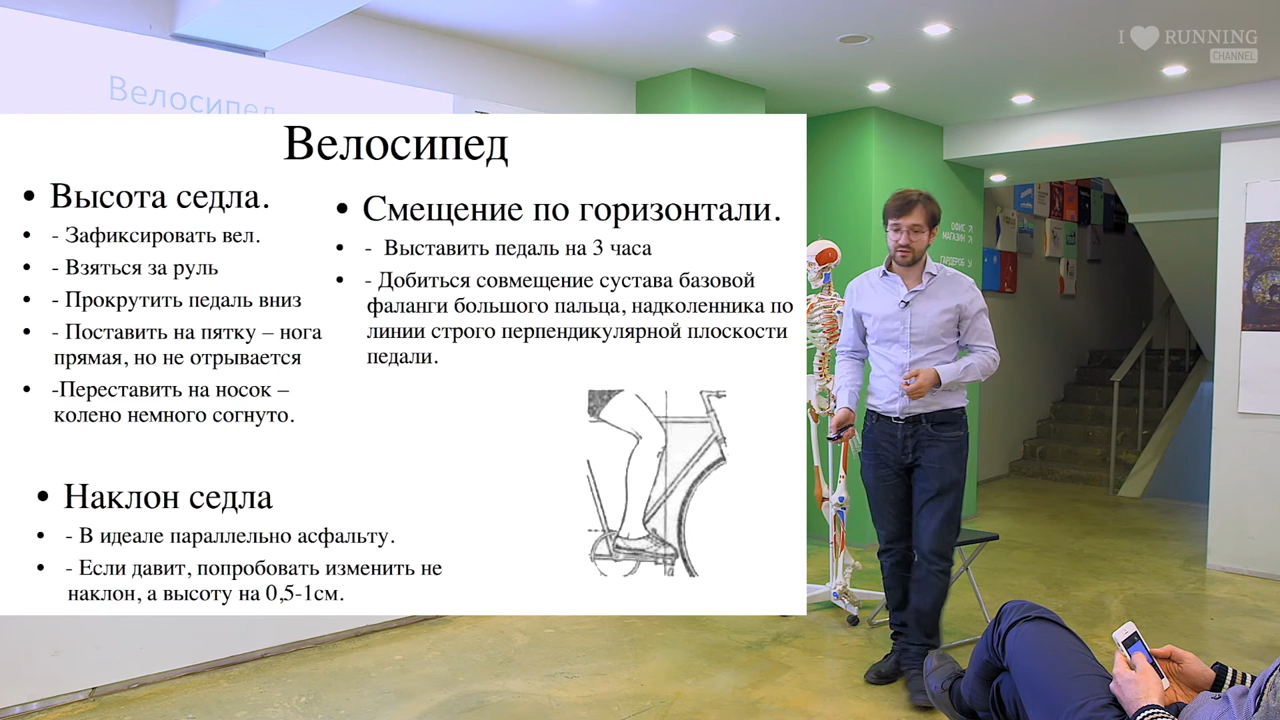 I RUNNING
CHANNEL
Велосипед
Велосипед
• Высота седла.
• - Зафиксировать вел.
• - Взяться за руль
• - Прокрутить педаль вниз
• - Поставить на пятку – нога
прямая, но не отрывается
• -Переставить на носок –
колено немного согнуто.
• Смещение по горизонтали.
• - Выставить педаль на 3 часа
• - Добиться совмещение сустава базовой
фаланги большого пальца, надколенника по
линии строго перпендикулярной плоскости
педали.
• Наклон седла
• - В идеале параллельно асфальту.
• - Если давит, попробовать изменить не
наклон, а высоту на 0,5-1см.
ОФИС
МАГАЗИН
ГАРДЕРОБ